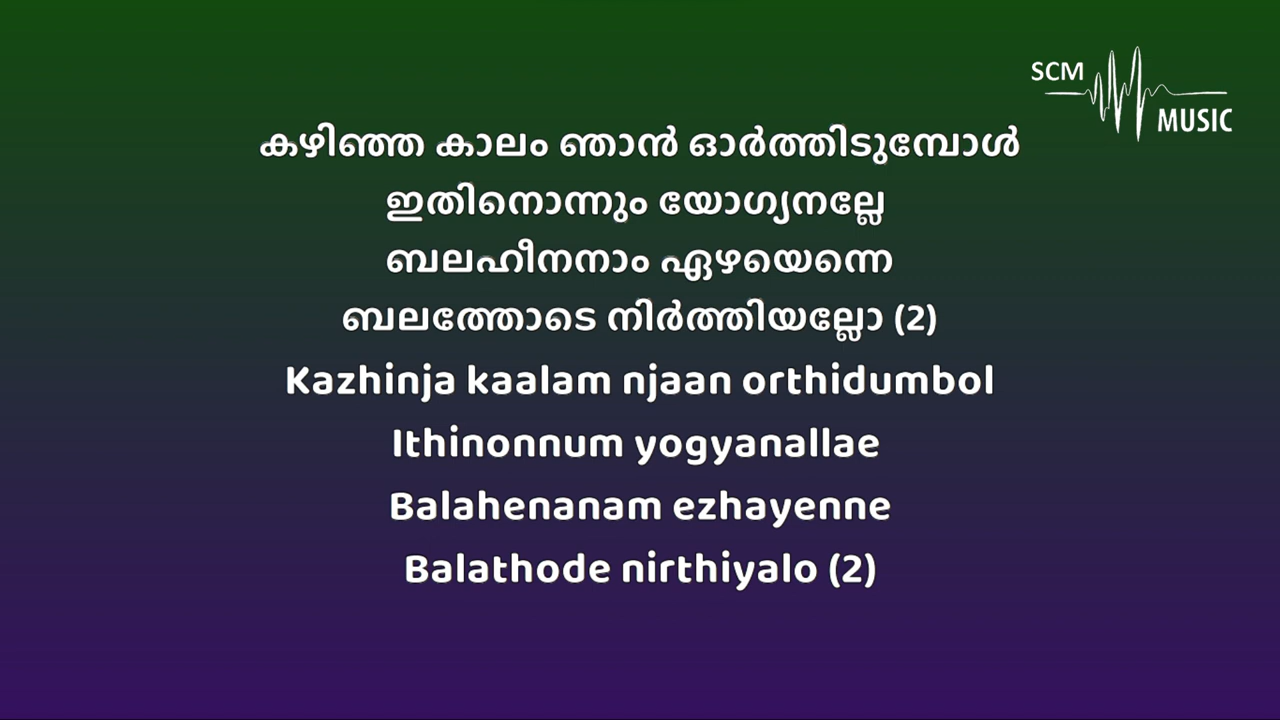 SCM
MUSIC
കഴിഞ്ഞ കാലം ഞാൻ ഓർത്തിടുമ്പോൾ
ഇതിനൊന്നും യോഗ്യനല്ലേ
ബലഹീനനാം ഏഴയെന്നെ
ബലത്തോടെ നിർത്തിയല്ലോ (2)
Kazhinja kaalam njaan orthidumbol
Ithinonnum yogyanallae
Balahenanam ezhayenne
Balathode nirthiyalo (2)